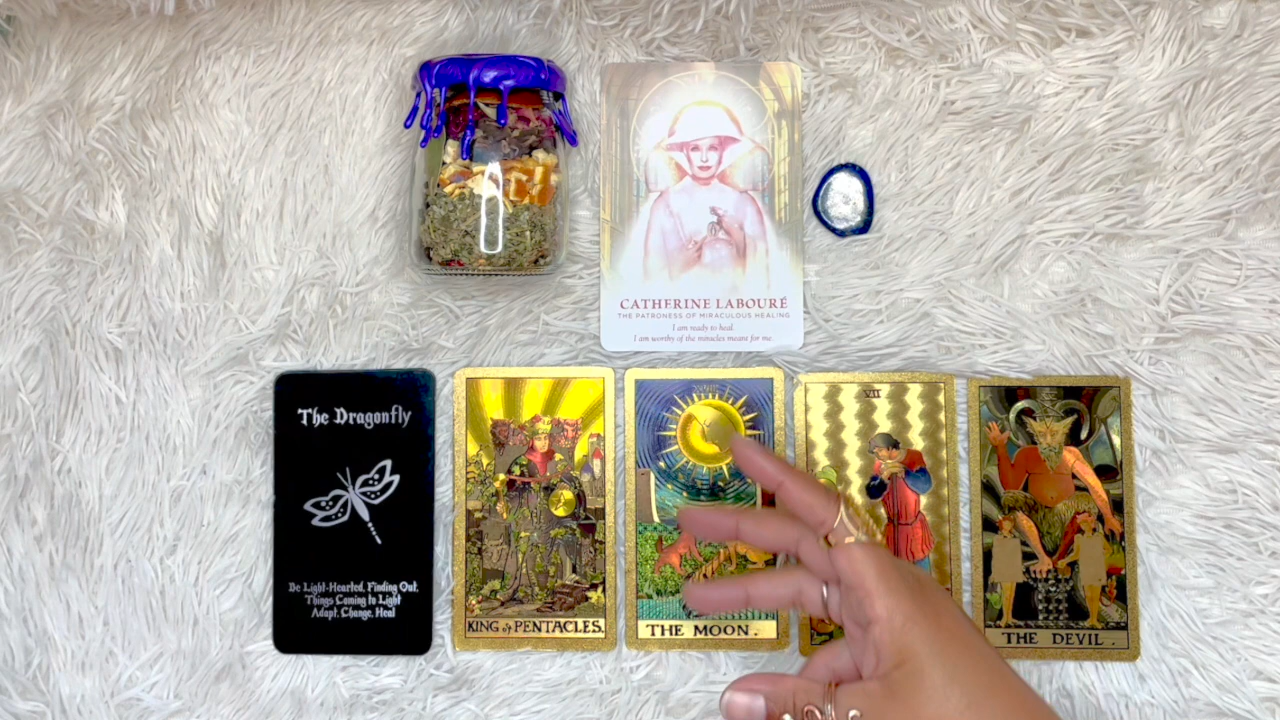 CATHERINE LABOURÉ
THE PATRONESS OF MIRACULOUS HEALING
I am ready to heal.
I am worthy of the miracles meant for me.
The Dragonfly
Be Light-Hearted, Finding Out,
Things Coming to Light
Adapt, Change, Heal
KING of PENTACLES.
THE MOON.
VII
THE DEVIL.